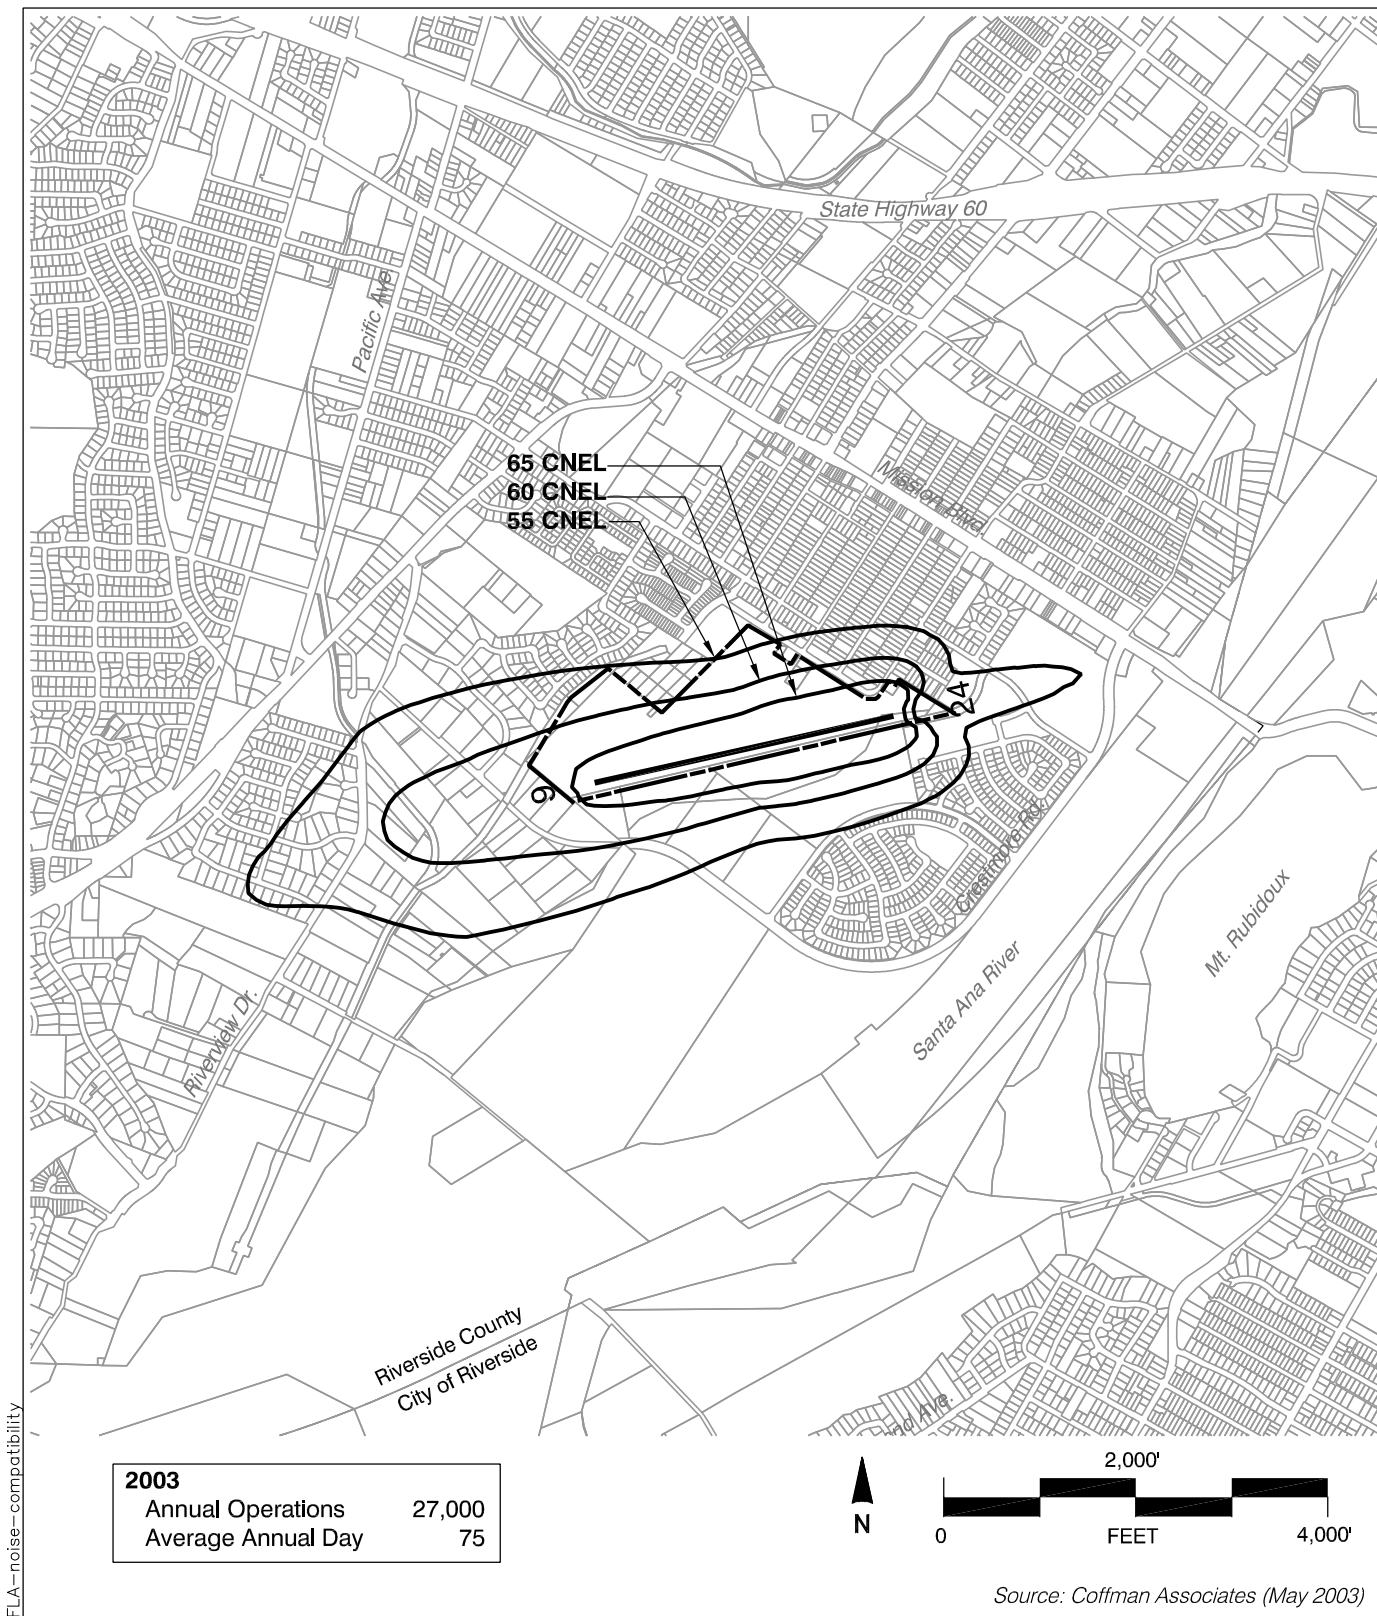 State Highway 60
Pacific Ave
65 CNEL
60 CNEL
55 CNEL
Mission Blvd
24
6
Crestmore Rd.
Mt. Rubidoux
Santa Ana River
Riverview Dr.
Riverside County
City of Riverside
Ave.
FLA-noise-compatibility
2003
Annual Operations 27,000
Average Annual Day 75
N
2,000'
0 FEET 4,000'
Source: Coffman Associates (May 2003)